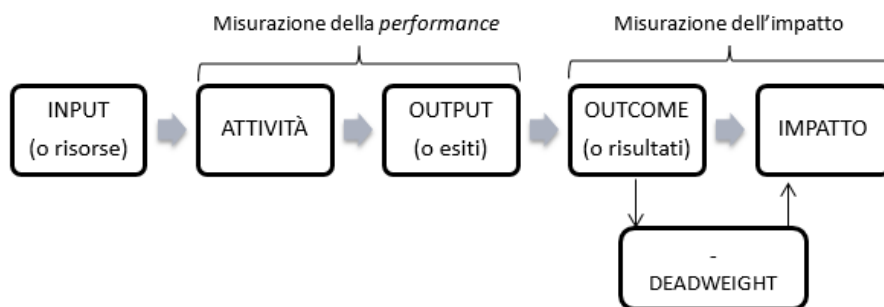 Misurazione della performance
Misurazione dell'impatto
INPUT
(o risorse)
ATTIVITÀ
OUTPUT
(o esiti)
OUTCOME
(o risultati)
IMPATTO
-
DEADWEIGHT